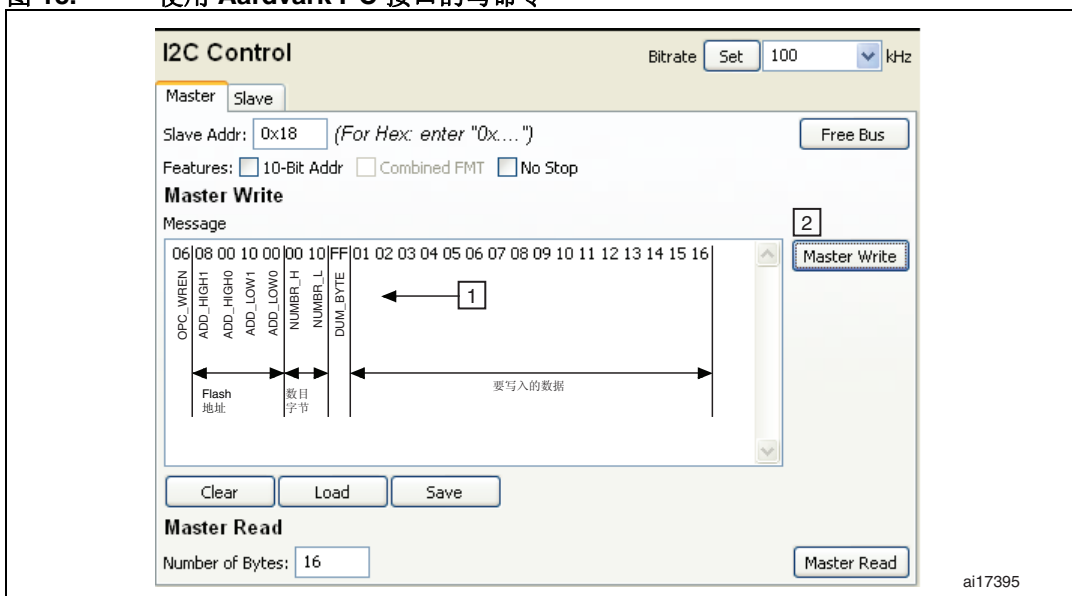 I2C Control
Bitrate Set 100 kHz
Master Slave
Slave Addr: 0x18 (For Hex: enter "0x....") Free Bus
Features: 10-Bit Addr Combined FMT No Stop
Master Write
Message
2
06 08 00 10 00 00 10 FF 01 02 03 04 05 06 07 08 09 10 11 12 13 14 15 16
Master Write
OPC_WREN
ADD_HIGH1
ADD_HIGH0
ADD_LOW1
ADD_LOW0
NUMBR_H
NUMBR_L
DUM_BYTE
1
Flash
地址
数目
字节
要写入的数据
Clear Load Save
Master Read
Number of Bytes: 16 Master Read
ai17395